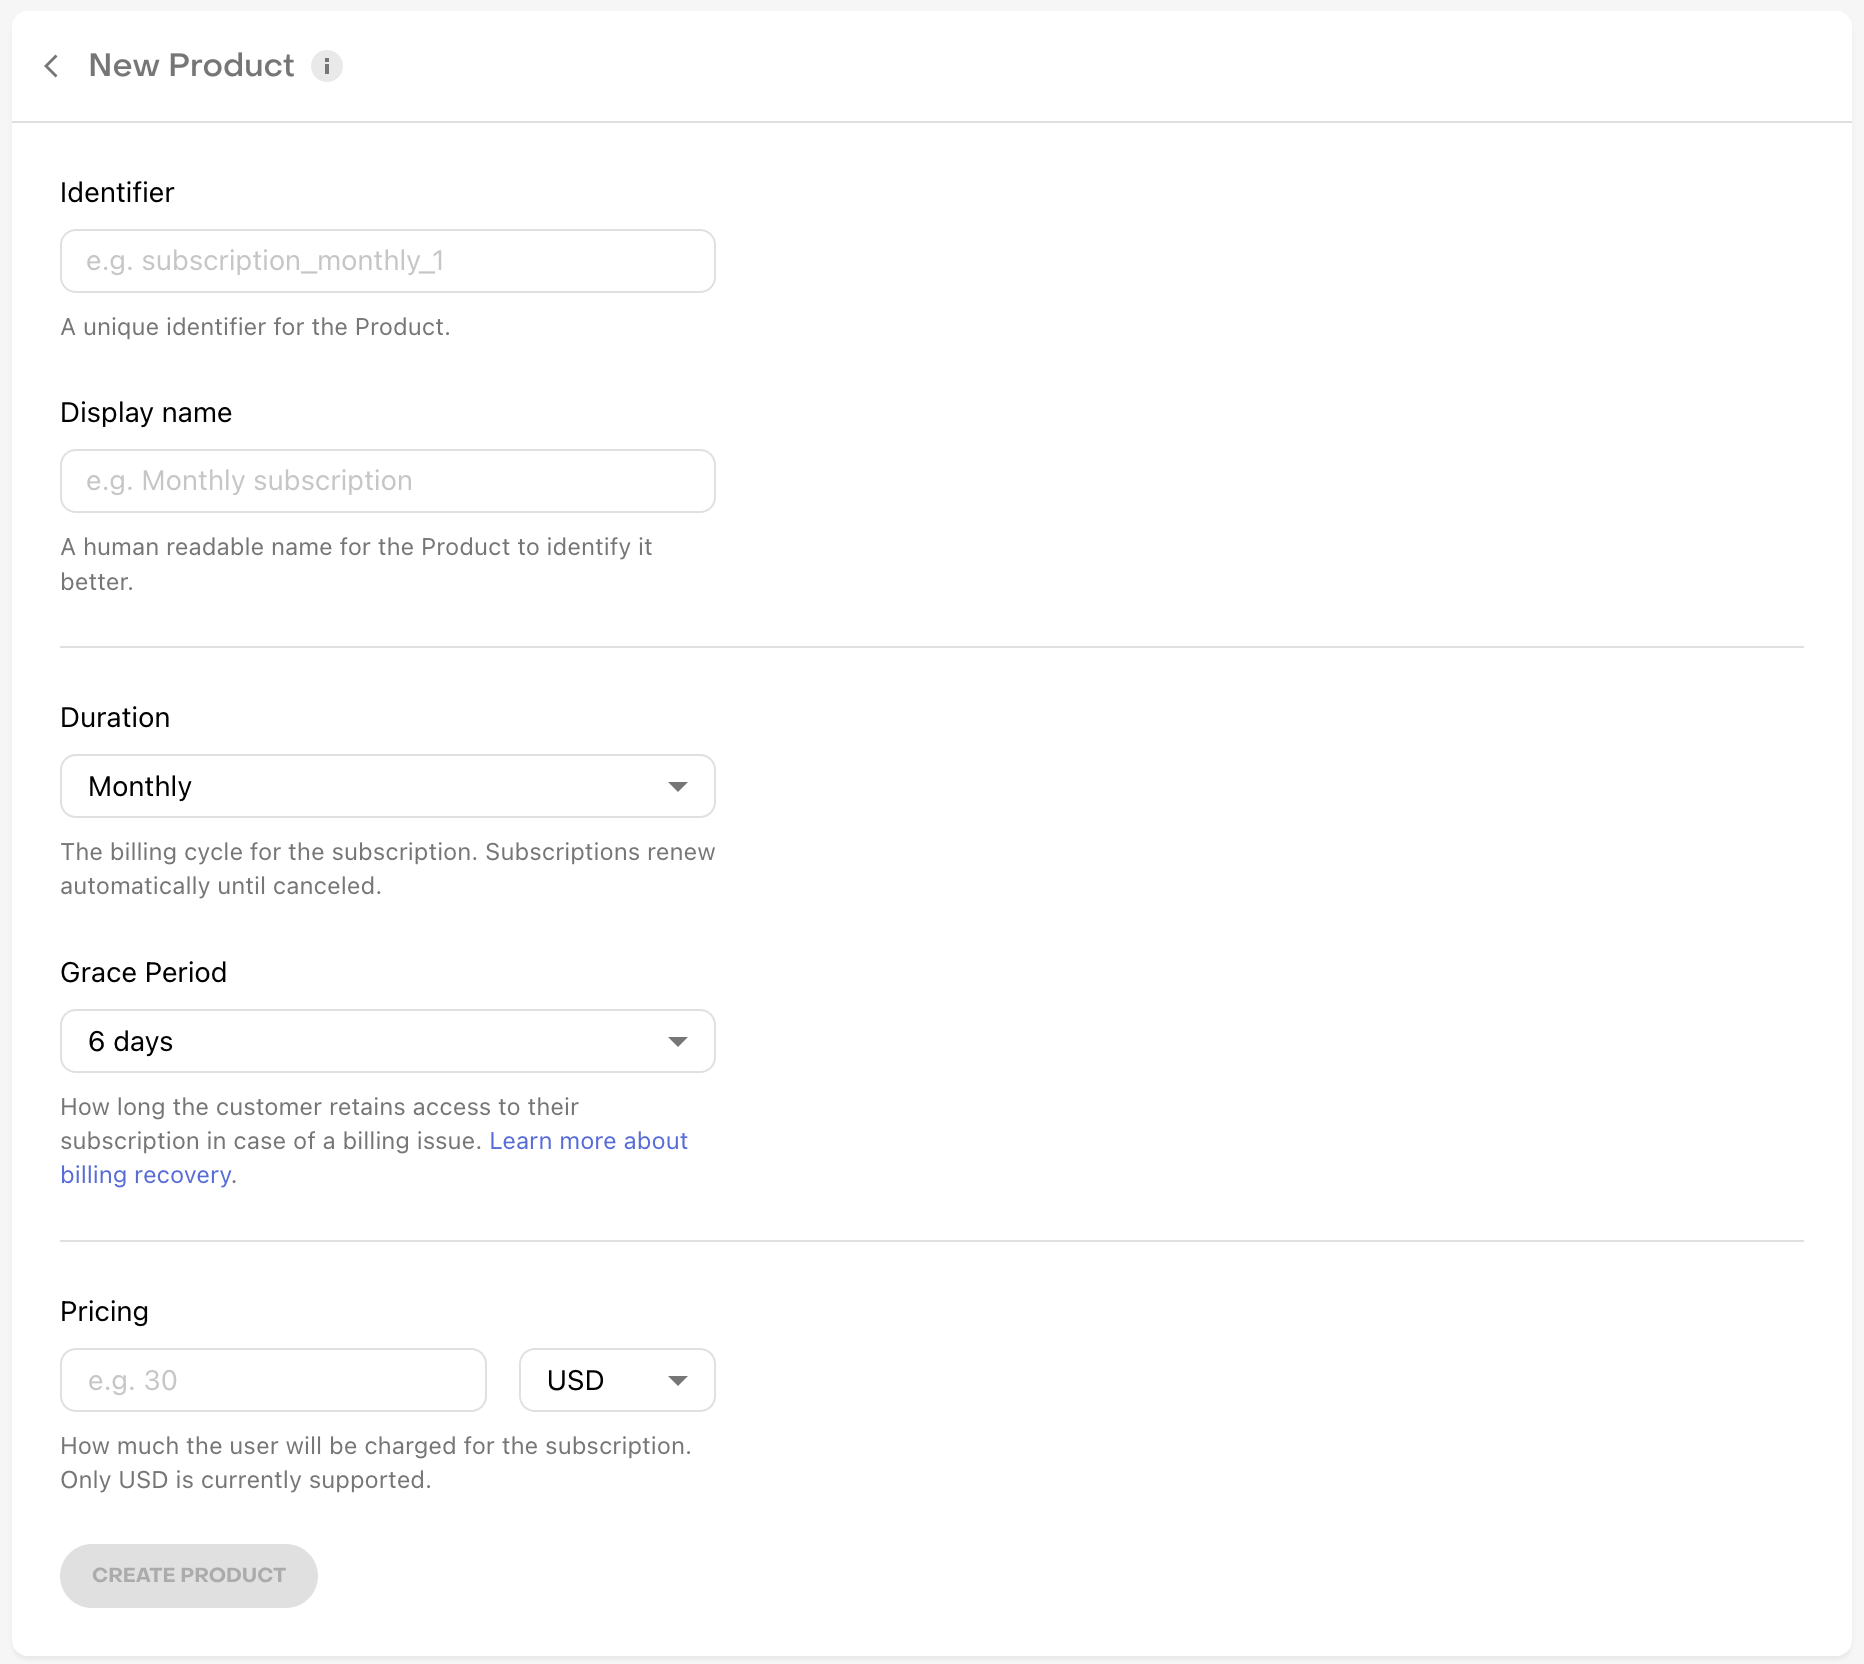 New Product i
Identifier
e.g. subscription_monthly_1
A unique identifier for the Product.
Display name
e.g. Monthly subscription
A human readable name for the Product to identify it
better.
Duration
Monthly
The billing cycle for the subscription. Subscriptions renew
automatically until canceled.
Grace Period
6 days
How long the customer retains access to their
subscription in case of a billing issue. Learn more about
billing recovery.
Pricing
e.g. 30 USD
How much the user will be charged for the subscription.
Only USD is currently supported.
CREATE PRODUCT